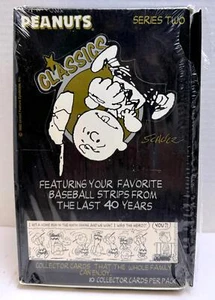 PEANUTS
SERIES TWO
CLASSICS
SCHULZ
FEATURING YOUR FAVORITE
BASEBALL STRIPS FROM
THE LAST 40 YEARS
YOU?!
COLLECTOR CARDS THAT THE WHOLE FAMILY
CAN ENJOY
COLLECTOR CARDS PER PACK